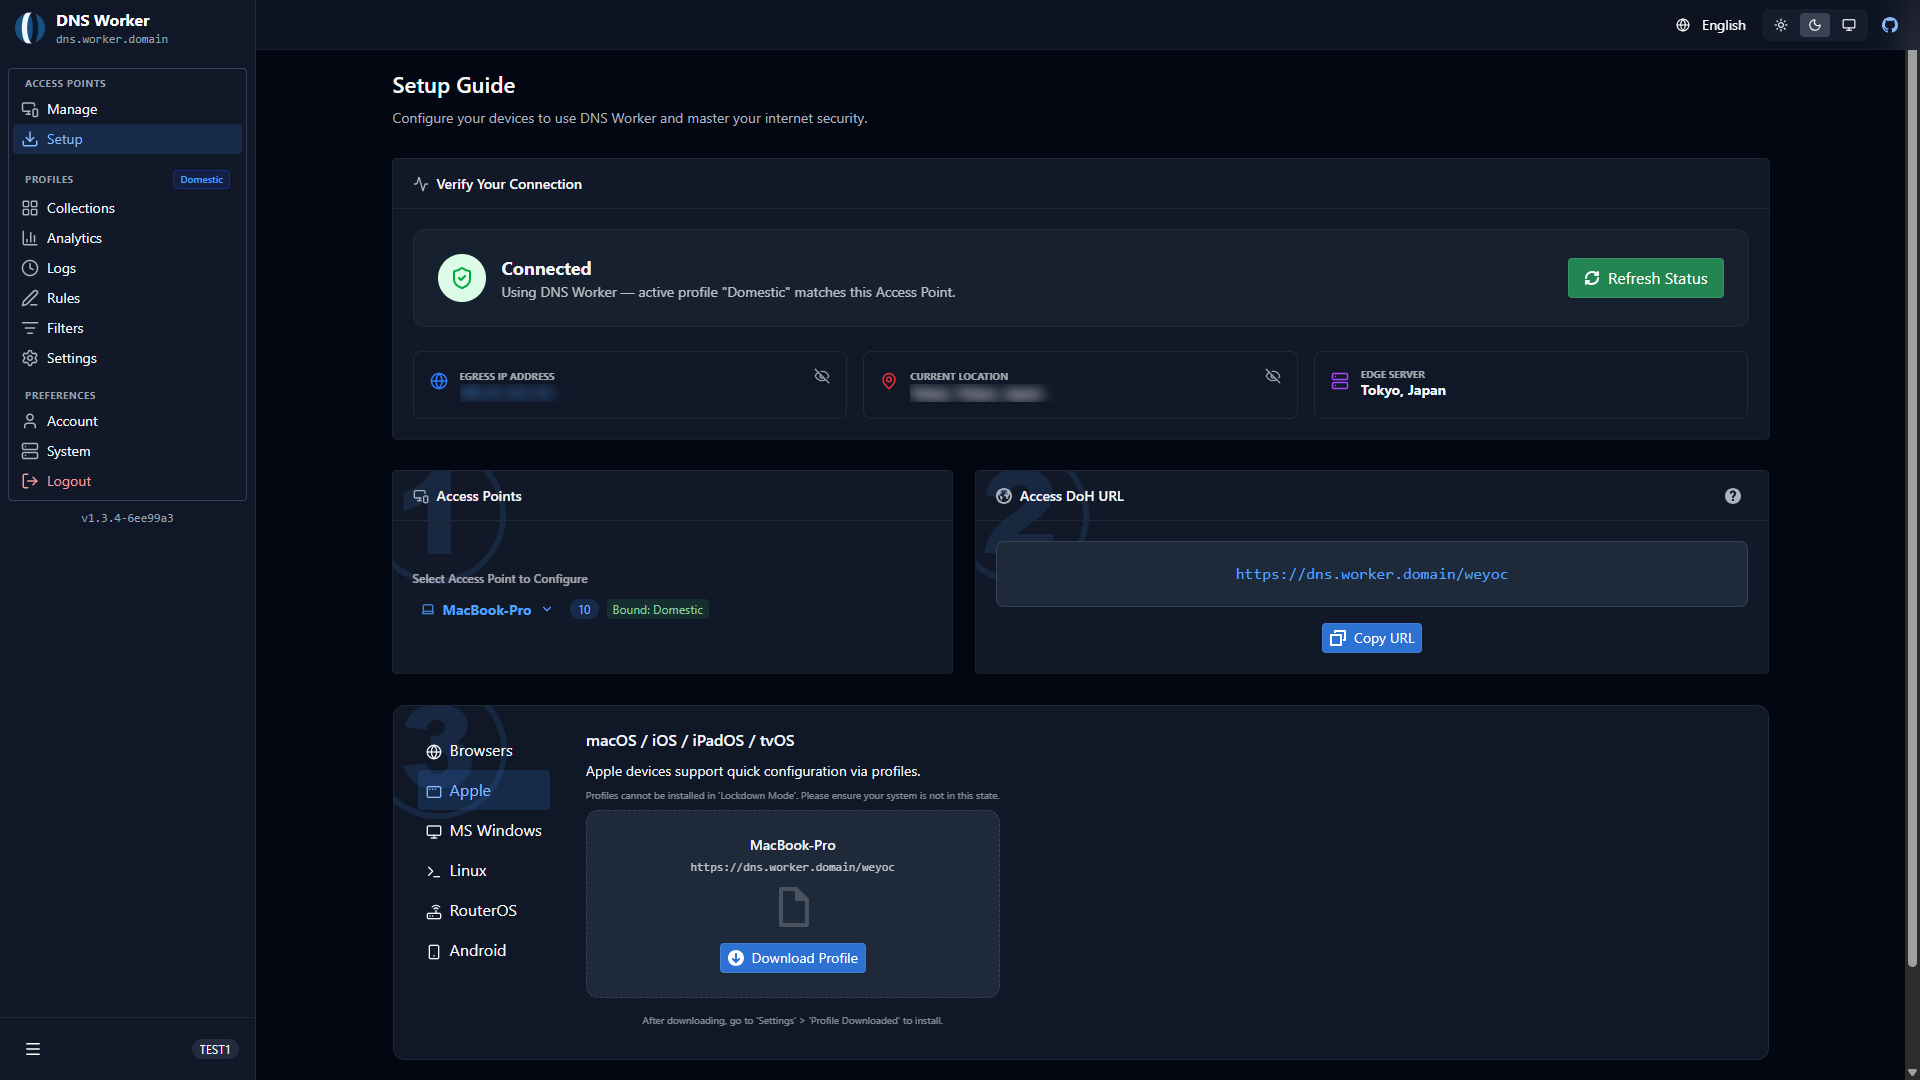 DNS Worker
dns.worker.domain
English
ACCESS POINTS
Manage
Setup
PROFILES
Domestic
Collections
Analytics
Logs
Rules
Filters
Settings
PREFERENCES
Account
System
Logout
v1.3.4-6ee99a3
TEST1
Setup Guide
Configure your devices to use DNS Worker and master your internet security.
Verify Your Connection
Connected
Using DNS Worker — active profile "Domestic" matches this Access Point.
Refresh Status
EGRESS IP ADDRESS
CURRENT LOCATION
EDGE SERVER
Tokyo, Japan
1
Access Points
Select Access Point to Configure
MacBook-Pro
10
Bound: Domestic
2
Access DoH URL
?
https://dns.worker.domain/weyoc
Copy URL
3
Browsers
Apple
MS Windows
Linux
RouterOS
Android
macOS / iOS / iPadOS / tvOS
Apple devices support quick configuration via profiles.
Profiles cannot be installed in 'Lockdown Mode'. Please ensure your system is not in this state.
MacBook-Pro
https://dns.worker.domain/weyoc
Download Profile
After downloading, go to 'Settings' > 'Profile Downloaded' to install.